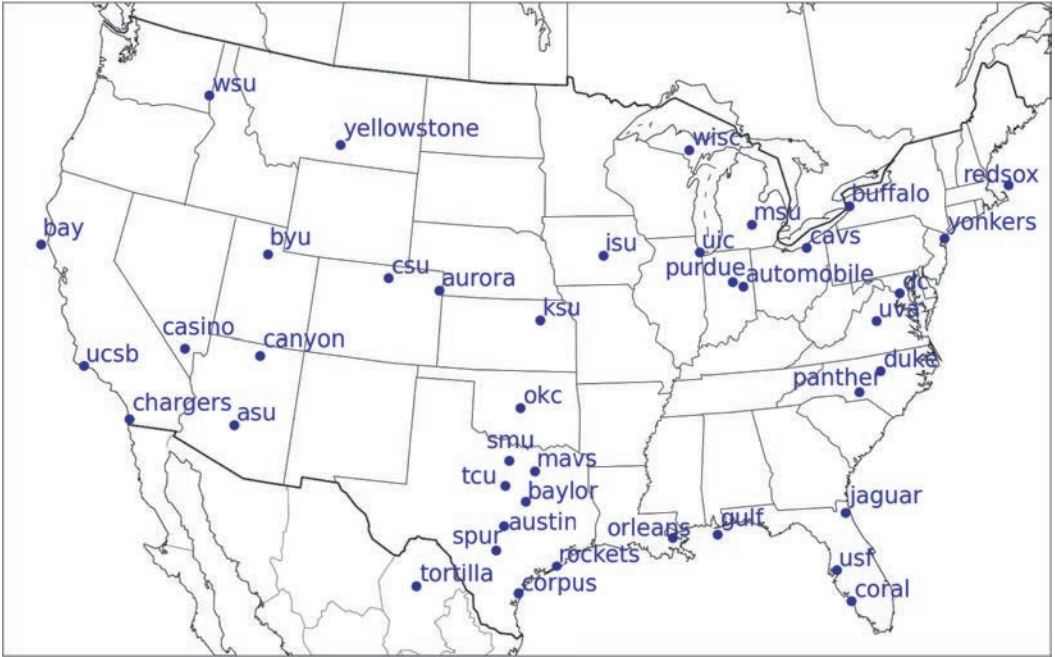 wsu
yellowstone
wisc
redsox
buffalo
msu
yonkers
bay
byu
isu
uic
cavs
csu
aurora
purdue
automobile
dc
ksu
uva
casino
canyon
ucsb
duke
panther
chargers
asu
okc
smu
mavs
tcu
baylor
jaguar
austin
orleans
gulf
spur
rockets
usf
tortilla
corpus
coral